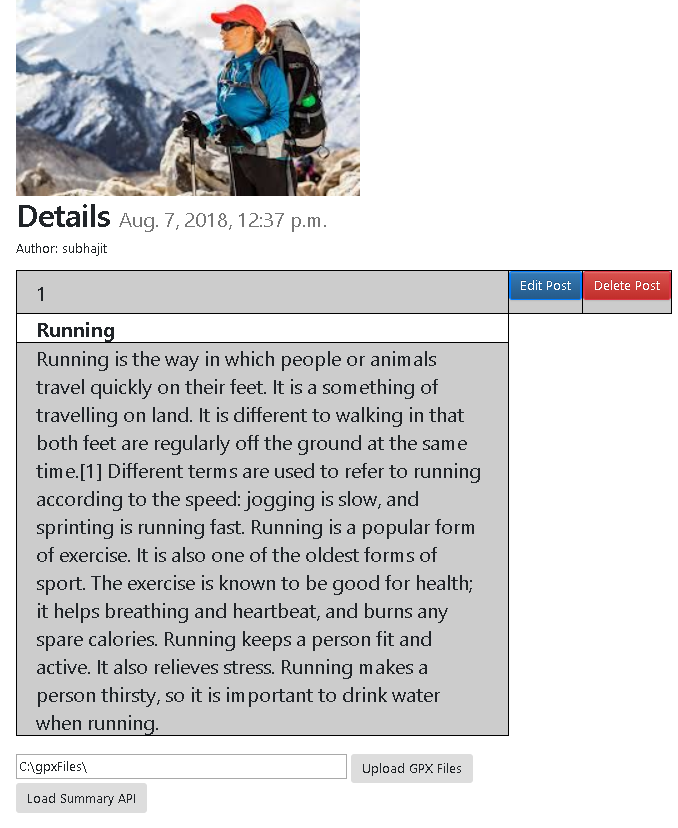 Details Aug. 7, 2018, 12:37 p.m.
Author: subhajit
1 Edit Post Delete Post
Running
Running is the way in which people or animals
travel quickly on their feet. It is a something of
travelling on land. It is different to walking in that
both feet are regularly off the ground at the same
time.[1] Different terms are used to refer to running
according to the speed: jogging is slow, and
sprinting is running fast. Running is a popular form
of exercise. It is also one of the oldest forms of
sport. The exercise is known to be good for health;
it helps breathing and heartbeat, and burns any
spare calories. Running keeps a person fit and
active. It also relieves stress. Running makes a
person thirsty, so it is important to drink water
when running.
C:\gpxFiles\ Upload GPX Files
Load Summary API